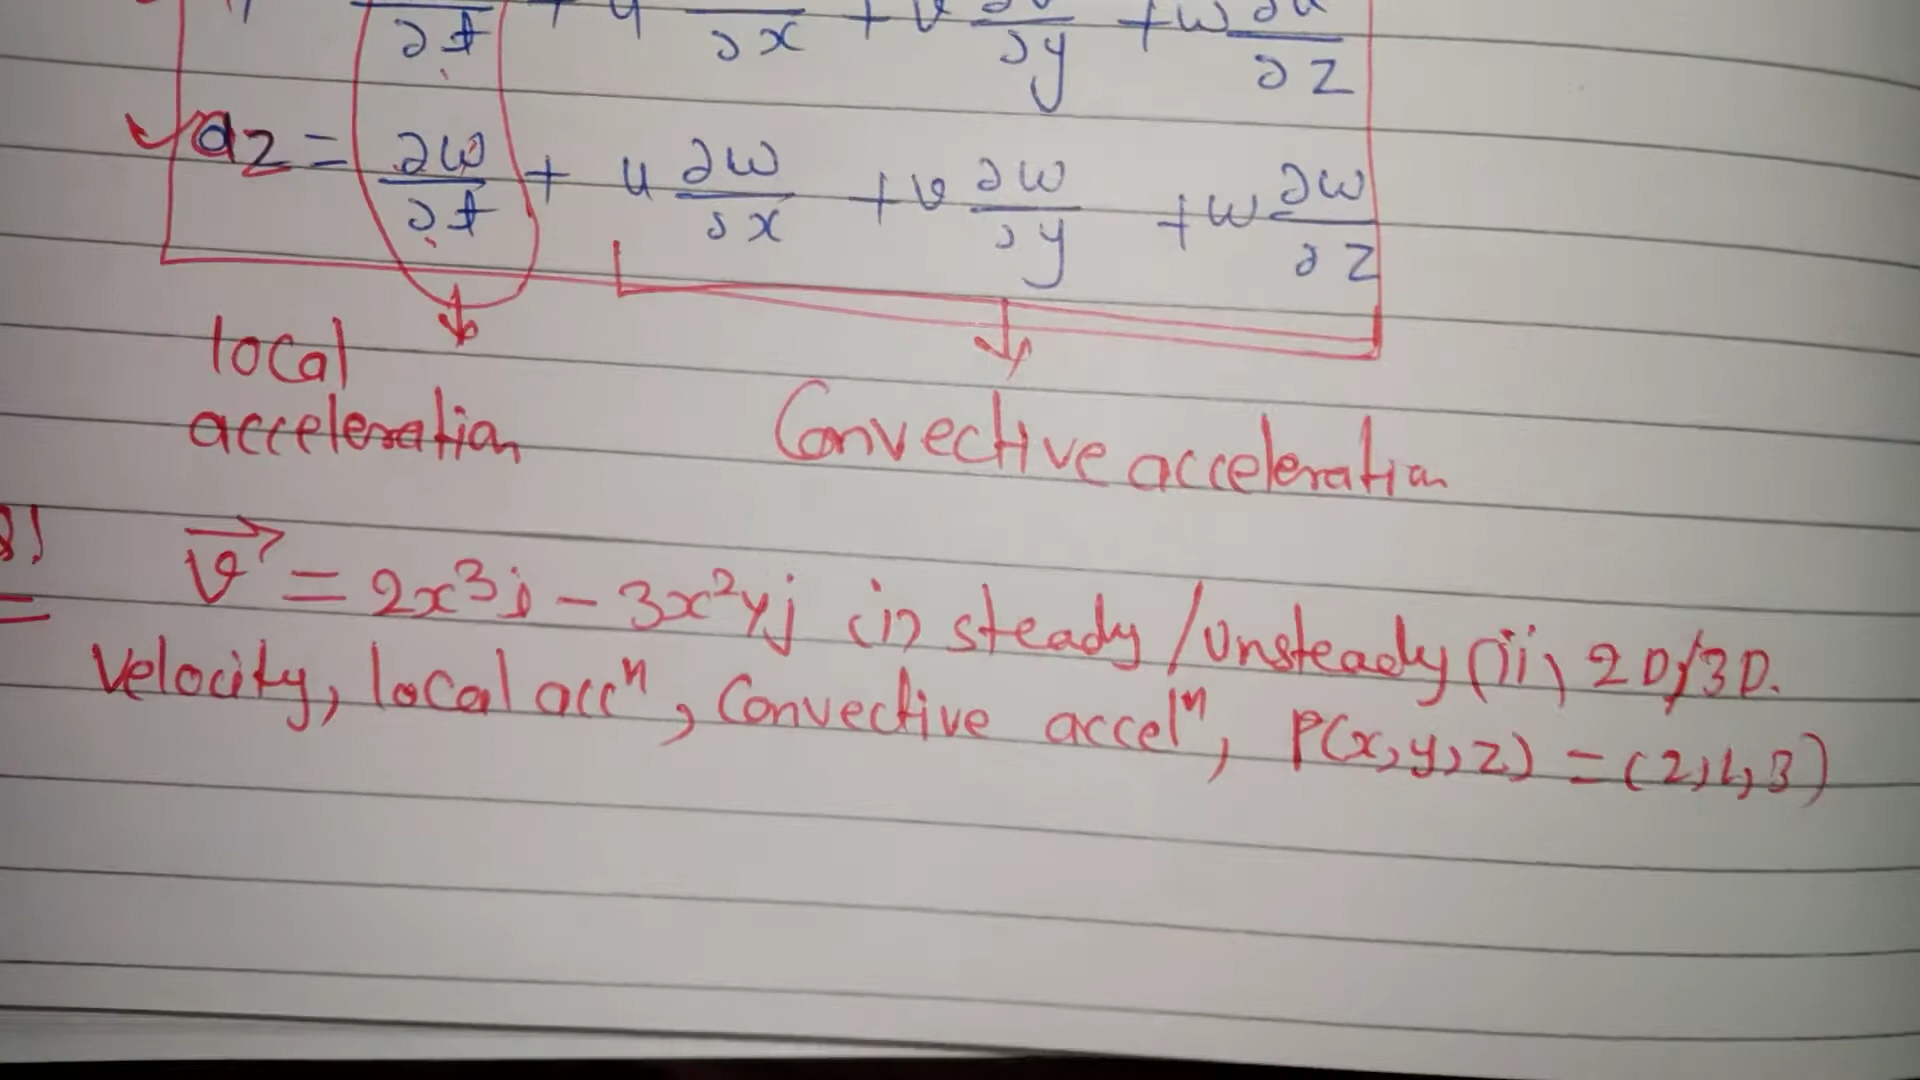 ∂t + u ∂x + v ∂y + w ∂u/∂z
az = ∂w/∂t + u ∂w/∂x + v ∂w/∂y + w ∂w/∂z
local
acceleration
Convective acceleration
V⃗ = 2x³i - 3x²yj (i) steady/Unsteady (ii) 2D/3D.
Velocity, local accⁿ, Convective accelⁿ, P(x,y,z) = (2,1,3)